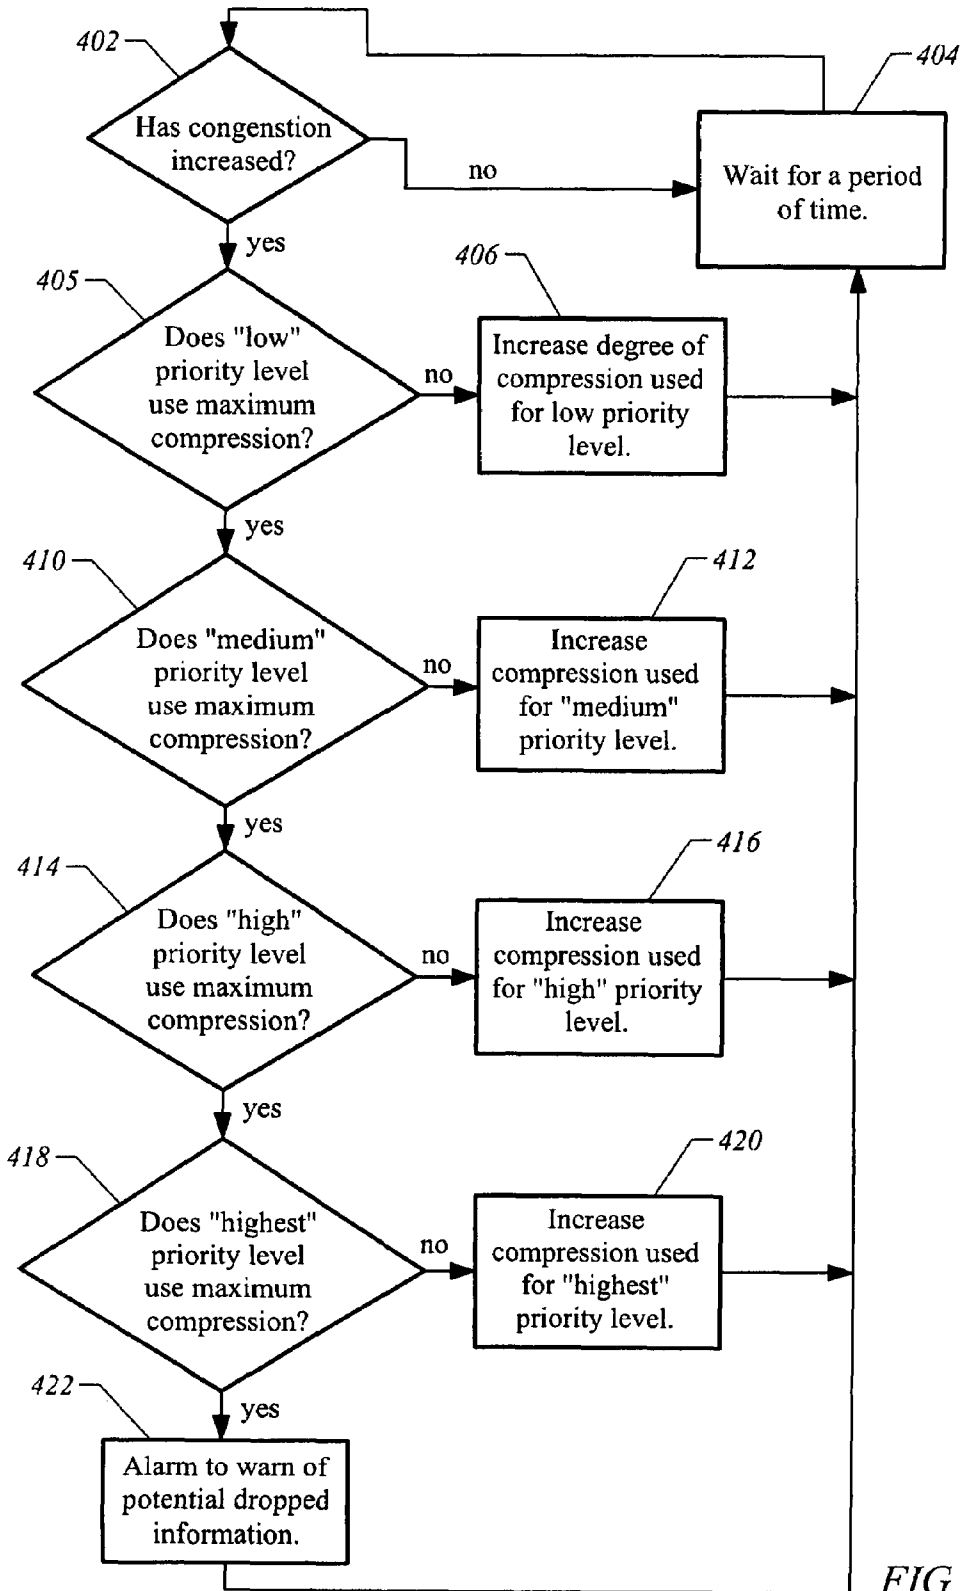 402
404
Has congenstion
increased?
no
Wait for a period
of time.
yes
405
406
Does "low"
priority level
use maximum
compression?
no
Increase degree of
compression used
for low priority
level.
yes
410
412
Does "medium"
priority level
use maximum
compression?
no
Increase
compression used
for "medium"
priority level.
yes
414
416
Does "high"
priority level
use maximum
compression?
no
Increase
compression used
for "high" priority
level.
yes
418
420
Does "highest"
priority level
use maximum
compression?
no
Increase
compression used
for "highest"
priority level.
yes
422
Alarm to warn of
potential dropped
information.
FIG